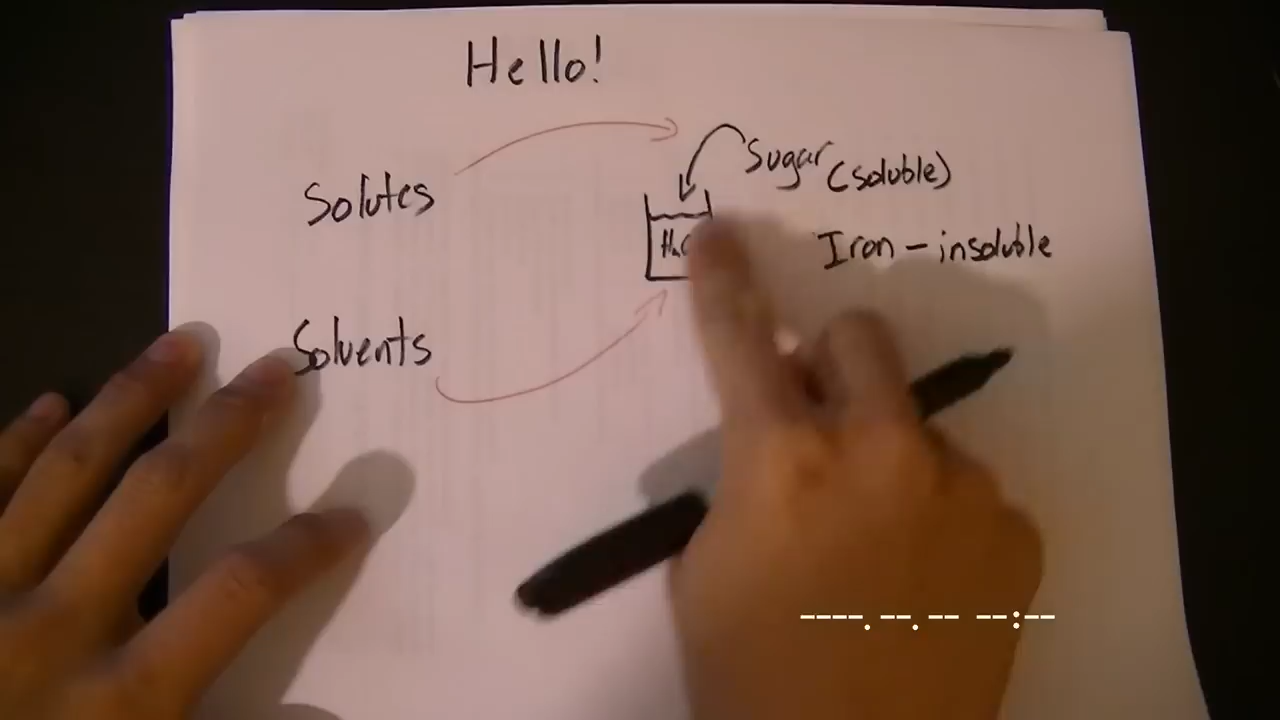 Hello!
Solutes
Sugar (soluble)
Iron - insoluble
Solvents
----.--.-- --:--